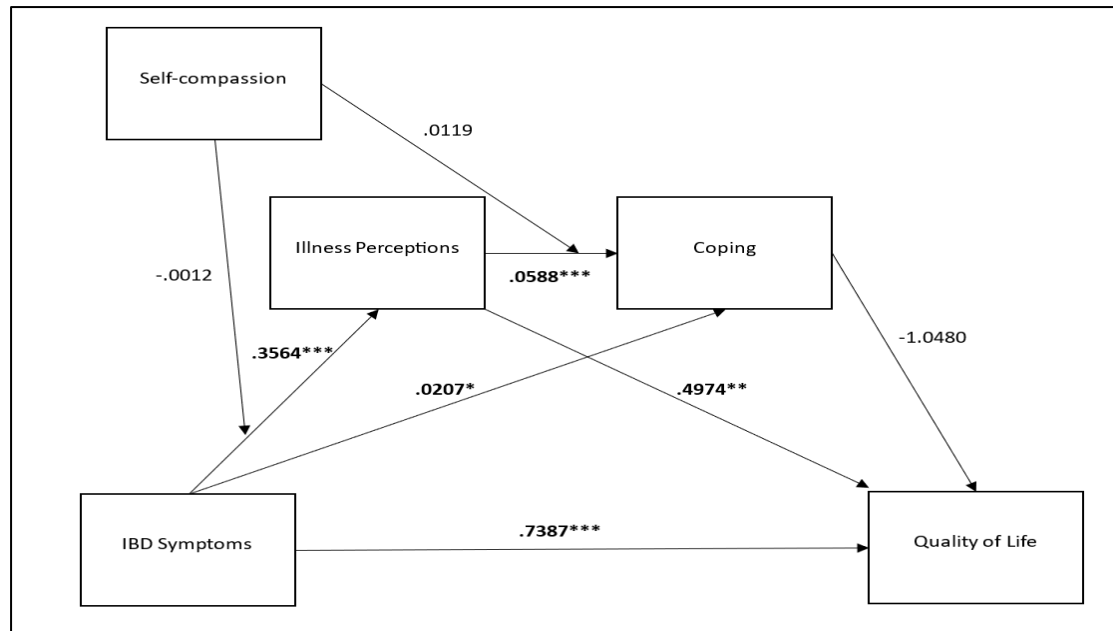 Self-compassion
.0119
Illness Perceptions
Coping
.0588***
-.0012
.3564***
.0207*
.4974**
-1.0480
IBD Symptoms
.7387***
Quality of Life